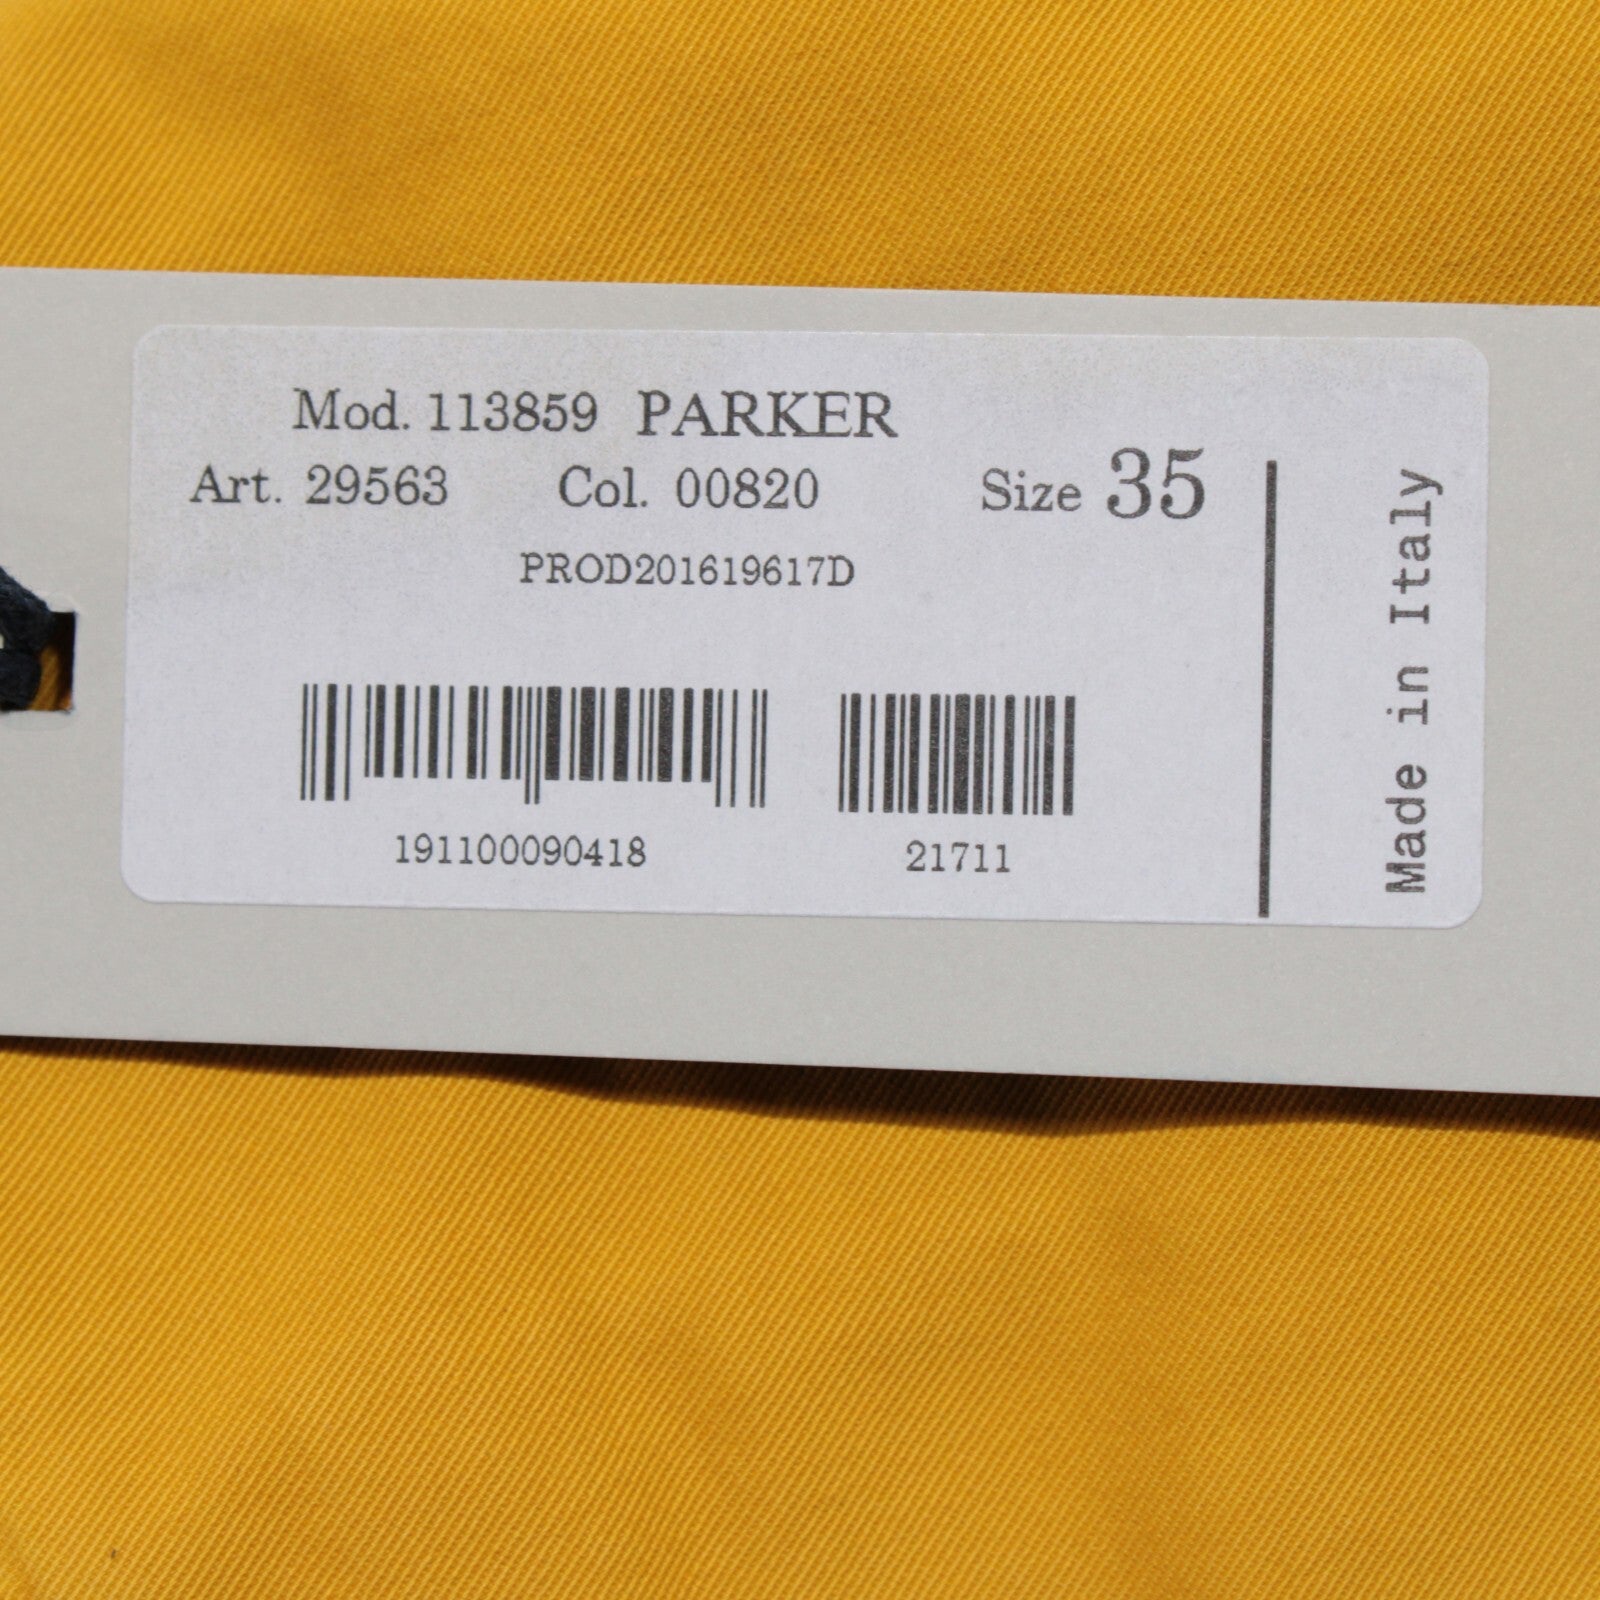 Mod. 113859 PARKER
Art. 29563 Col. 00820 Size 35
PROD201619617D
191100090418 21711
Made in Italy